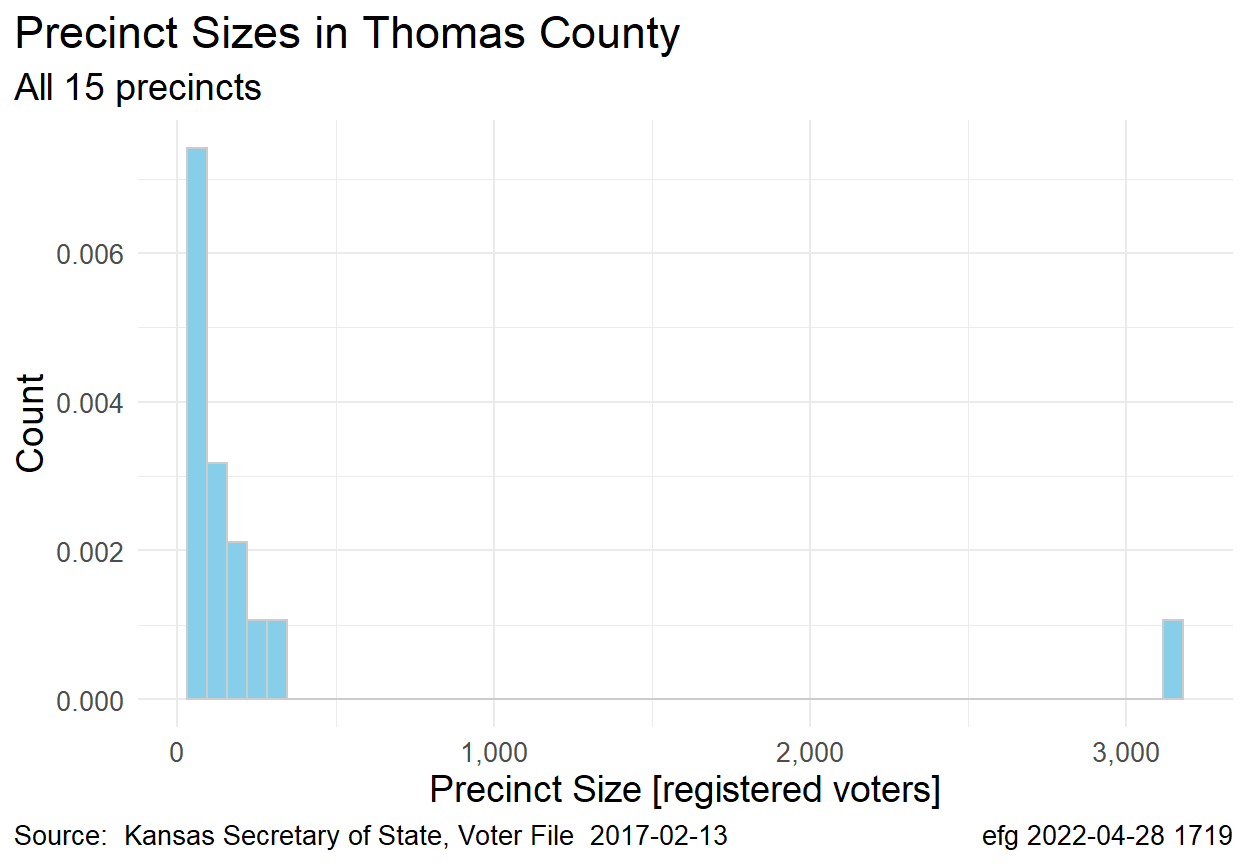 Precinct Sizes in Thomas County
All 15 precincts
Count
0.006
0.004
0.002
0.000
0 1,000 2,000 3,000
Precinct Size [registered voters]
Source:  Kansas Secretary of State, Voter File  2017-02-13 efg 2022-04-28 1719